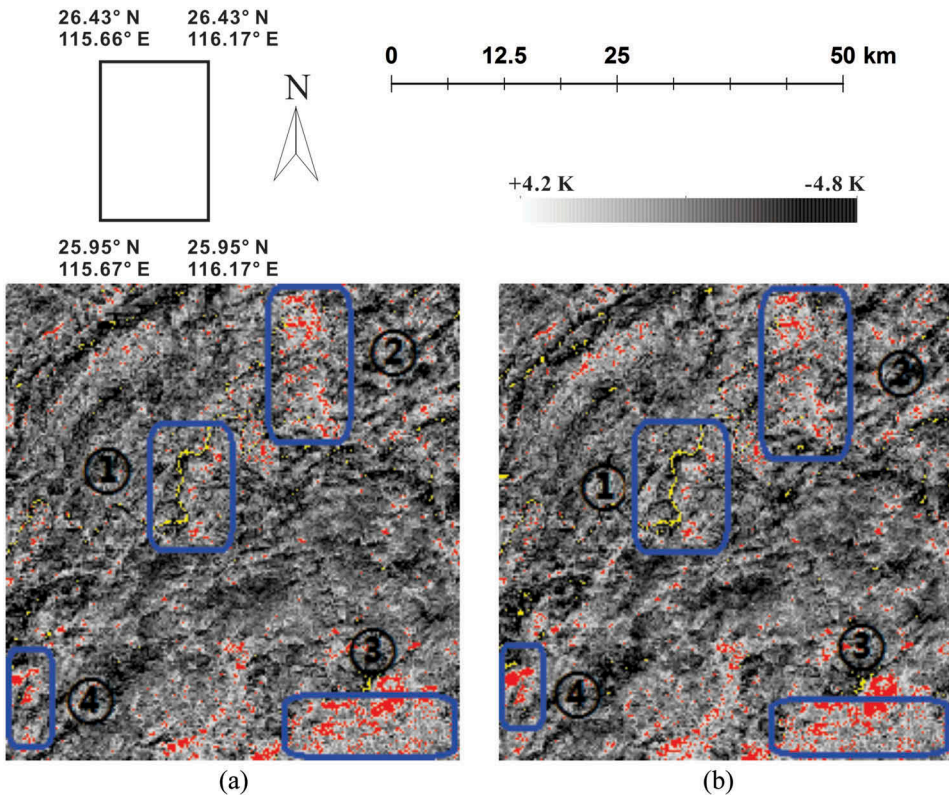 26.43° N 26.43° N
115.66° E 116.17° E
N
0 12.5 25 50 km
+4.2 K -4.8 K
25.95° N 25.95° N
115.67° E 116.17° E
② ②
① ①
③ ③
④ ④
(a) (b)